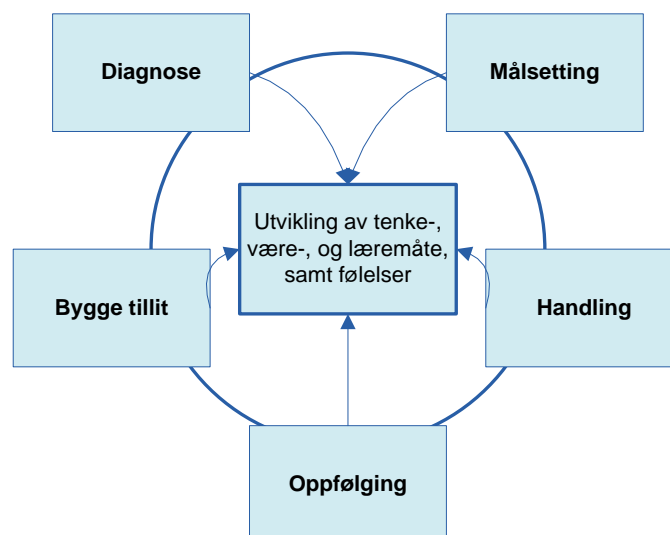 Diagnose
Målsetting
Utvikling av tenke-,
være-, og læremåte,
samt følelser
Bygge tillit
Handling
Oppfølging